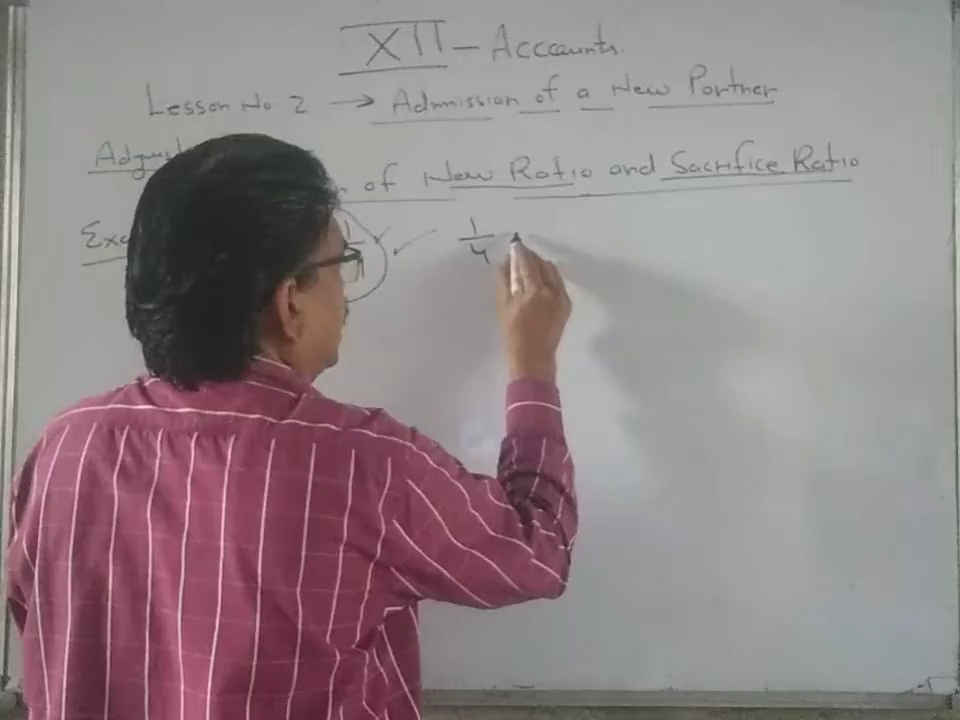 XII - Accounts
Lesson No 2 → Admission of a New Partner
of New Ratio and Sacrifice Ratio
1/4